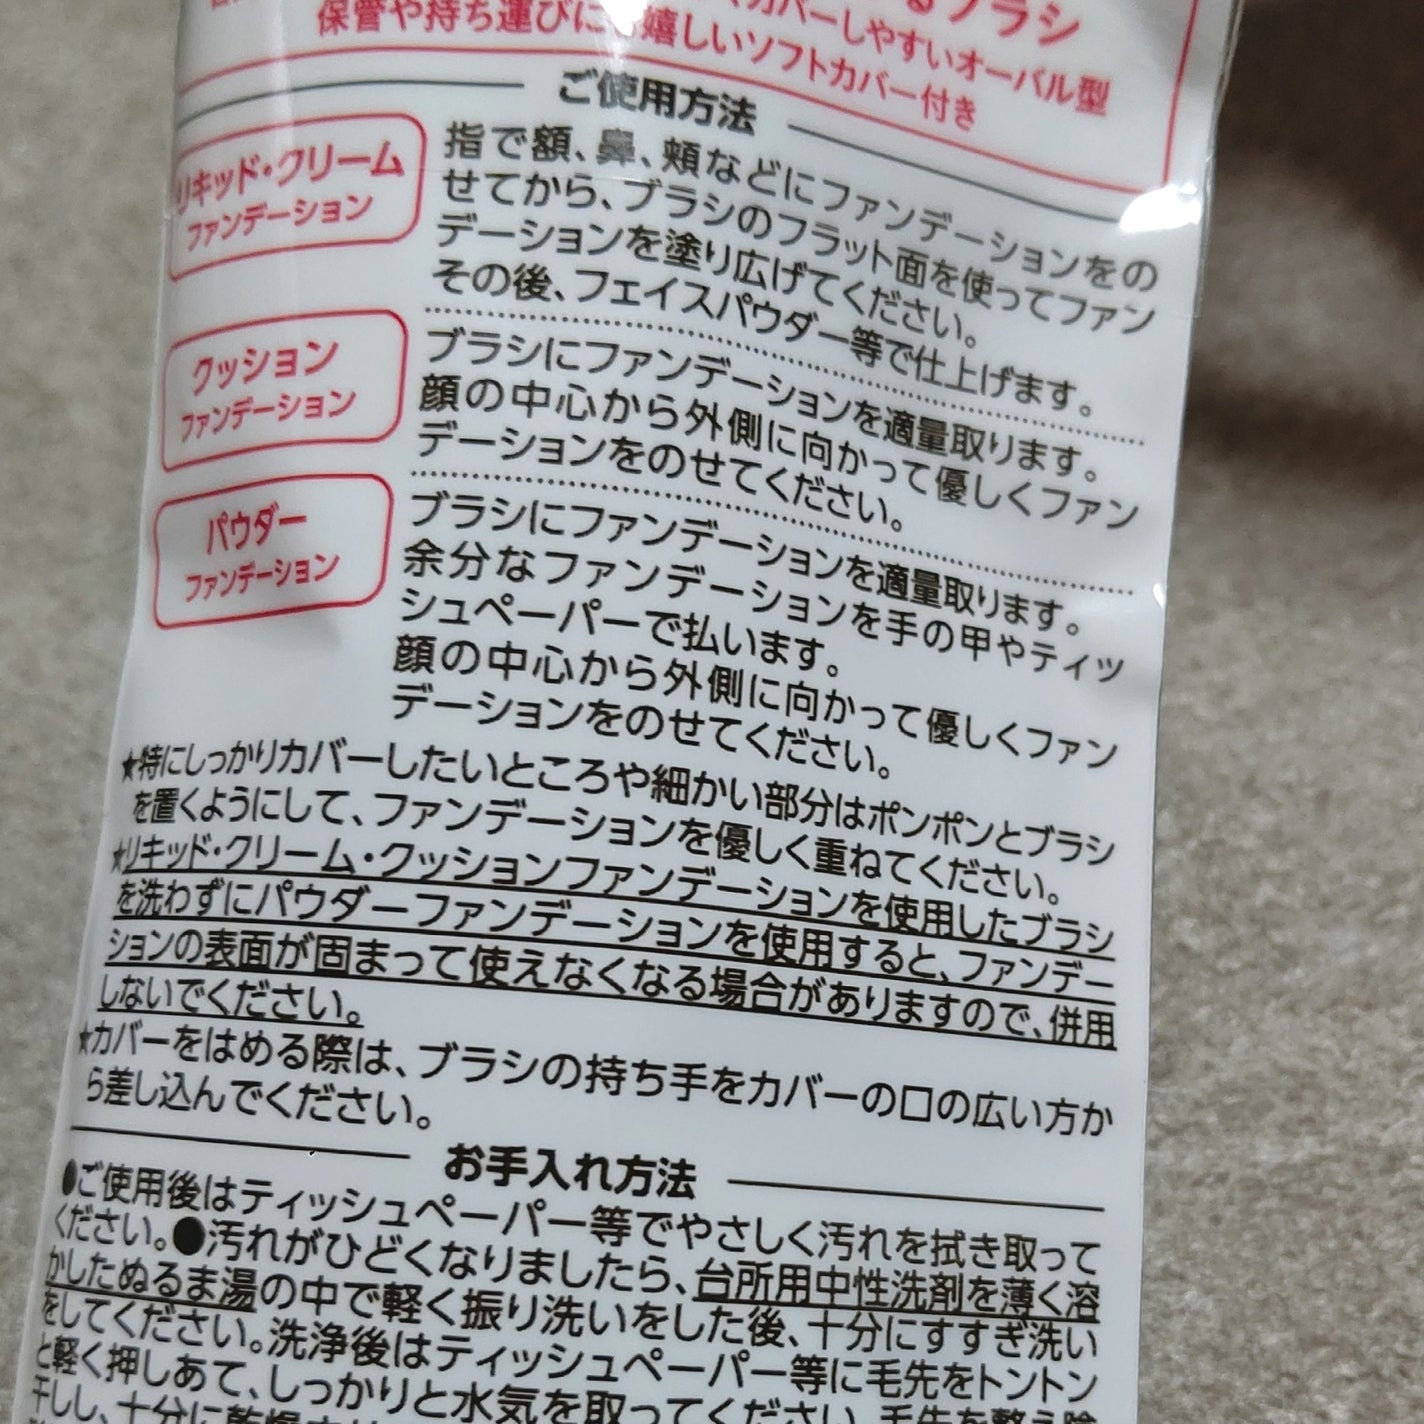 るブラシ
カバーしやすいオーバル型
保管や持ち運びに 嬉しいソフトカバー付き
ご使用方法
リキッド・クリーム
ファンデーション
指で額、鼻、頬などにファンデーションをの
せてから、ブラシのフラット面を使ってファン
デーションを塗り広げてください。
その後、フェイスパウダー等で仕上げます。
クッション
ファンデーション
ブラシにファンデーションを適量取ります。
顔の中心から外側に向かって優しくファン
デーションをのせてください。
パウダー
ファンデーション
ブラシにファンデーションを適量取ります。
余分なファンデーションを手の甲やティッ
シュペーパーで払います。
顔の中心から外側に向かって優しくファン
デーションをのせてください。
★特にしっかりカバーしたいところや細かい部分はポンポンとブラシ
を置くようにして、ファンデーションを優しく重ねてください。
★リキッド・クリーム・クッションファンデーションを使用したブラシ
を洗わずにパウダーファンデーションを使用すると、ファンデー
ションの表面が固まって使えなくなる場合がありますので、併用
しないでください。
★カバーをはめる際は、ブラシの持ち手をカバーの口の広い方か
ら差し込んでください。
お手入れ方法
●ご使用後はティッシュペーパー等でやさしく汚れを拭き取って
ください。●汚れがひどくなりましたら、台所用中性洗剤を薄く溶
かしたぬるま湯の中で軽く振り洗いをした後、十分にすすぎ洗い
をしてください。洗浄後はティッシュペーパー等に毛先をトントン
と軽く押しあて、しっかりと水気を取ってください。毛先を整え陰
干しし、十分に乾燥